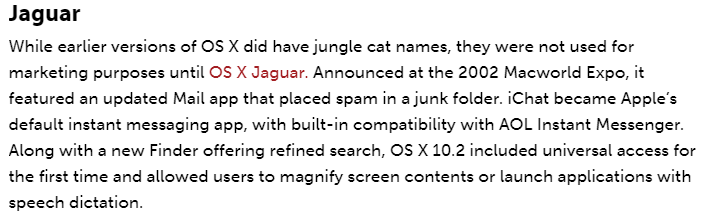 Jaguar
While earlier versions of OS X did have jungle cat names, they were not used for
marketing purposes until OS X Jaguar. Announced at the 2002 Macworld Expo, it
featured an updated Mail app that placed spam in a junk folder. iChat became Apple's
default instant messaging app, with built-in compatibility with AOL Instant Messenger.
Along with a new Finder offering refined search, OS X 10.2 included universal access for
the first time and allowed users to magnify screen contents or launch applications with
speech dictation.